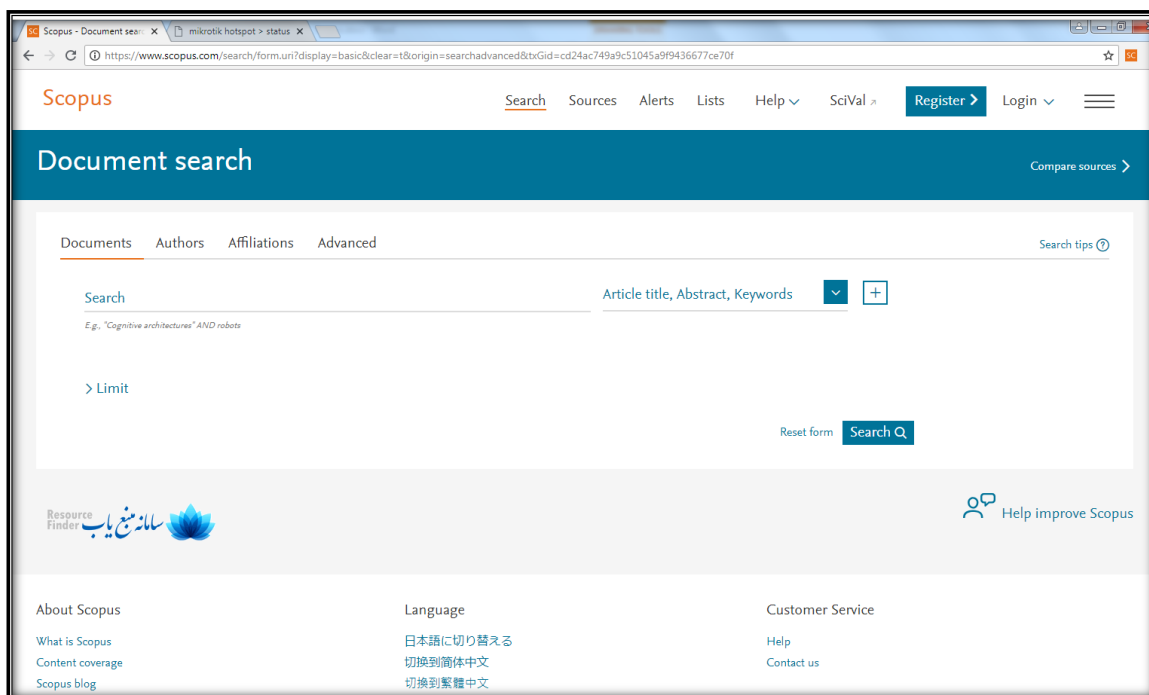 Scopus - Document sear
mikrotik hotspot > status
https://www.scopus.com/search/form.uri?display=basic&clear=t&origin=searchadvanced&txGid=cd24ac749a9c51045a9f9436677ce70f
Scopus
Search Sources Alerts Lists Help SciVal Register Login
Document search
Compare sources
Documents Authors Affiliations Advanced
Search tips
Search
Article title, Abstract, Keywords
E.g., "Cognitive architectures" AND robots
Limit
Reset form Search
Resource Finder
سامانه منبع یاب
Help improve Scopus
About Scopus
What is Scopus
Content coverage
Scopus blog
Language
日本語に切り替える
切换到简体中文
切換到繁體中文
Customer Service
Help
Contact us